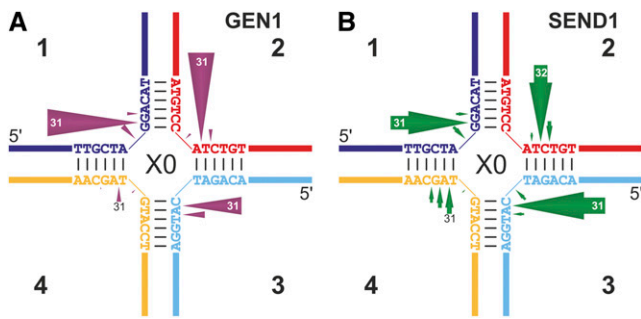 A
GEN1
B
SEND1
1
2
31
31
GGACAT
ATGTCC
5'
TTGCTA
ATCTGT
X0
AACGAT
TAGACA
5'
31
31
GTACCT
AGGTAC
4
3
1
2
32
31
GGACAT
ATGTCC
5'
TTGCTA
ATCTGT
X0
AACGAT
TAGACA
5'
31
31
GTACCT
AGGTAC
4
3